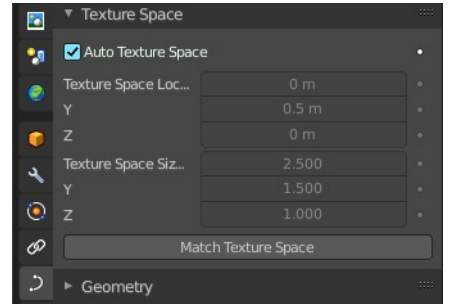 Texture Space
Auto Texture Space
Texture Space Loc... 0 m
Y 0.5 m
Z 0 m
Texture Space Siz... 2.500
Y 1.500
Z 1.000
Match Texture Space
Geometry